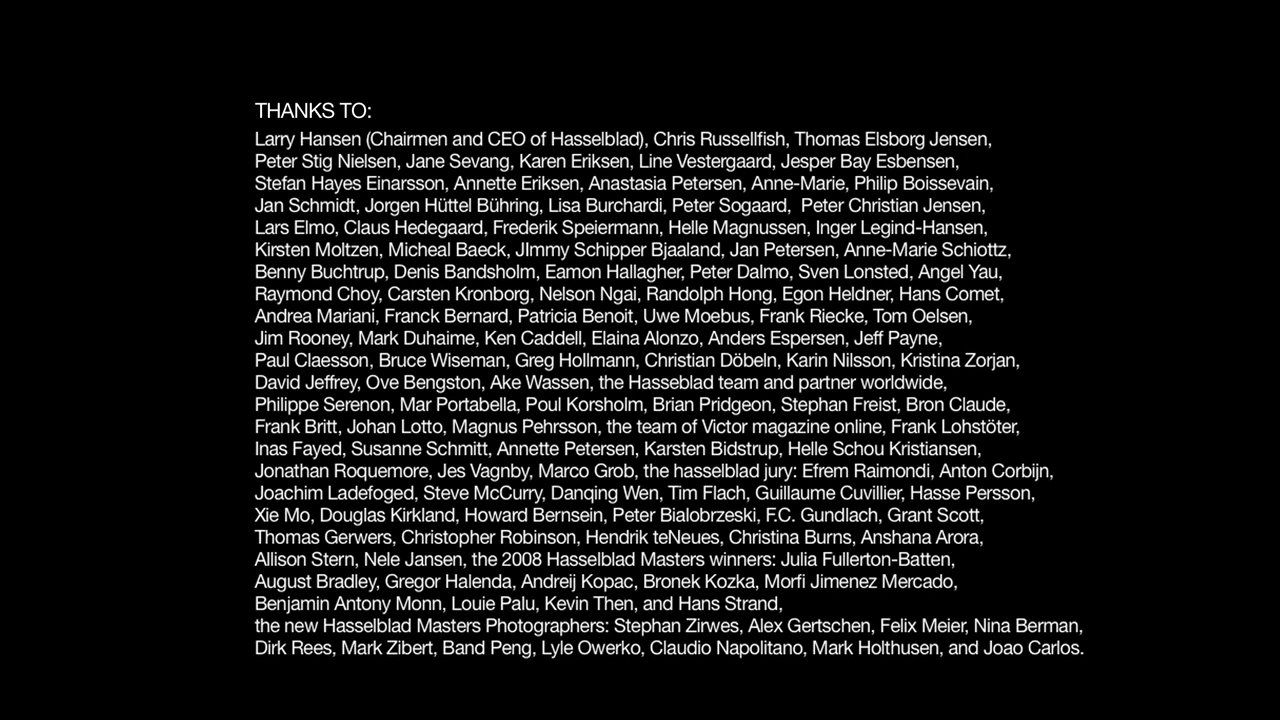 THANKS TO:
Larry Hansen (Chairmen and CEO of Hasselblad), Chris Russellfish, Thomas Elsborg Jensen,
Peter Stig Nielsen, Jane Sevang, Karen Eriksen, Line Vestergaard, Jesper Bay Esbensen,
Stefan Hayes Einarsson, Annette Eriksen, Anastasia Petersen, Anne-Marie, Philip Boissevain,
Jan Schmidt, Jorgen Hüttel Bühring, Lisa Burchardi, Peter Sogaard,  Peter Christian Jensen,
Lars Elmo, Claus Hedegaard, Frederik Speiermann, Helle Magnussen, Inger Legind-Hansen,
Kirsten Moltzen, Micheal Baeck, JImmy Schipper Bjaaland, Jan Petersen, Anne-Marie Schiottz,
Benny Buchtrup, Denis Bandsholm, Eamon Hallagher, Peter Dalmo, Sven Lonsted, Angel Yau,
Raymond Choy, Carsten Kronborg, Nelson Ngai, Randolph Hong, Egon Heldner, Hans Comet,
Andrea Mariani, Franck Bernard, Patricia Benoit, Uwe Moebus, Frank Riecke, Tom Oelsen,
Jim Rooney, Mark Duhaime, Ken Caddell, Elaina Alonzo, Anders Espersen, Jeff Payne,
Paul Claesson, Bruce Wiseman, Greg Hollmann, Christian Döbeln, Karin Nilsson, Kristina Zorjan,
David Jeffrey, Ove Bengston, Ake Wassen, the Hasseblad team and partner worldwide,
Philippe Serenon, Mar Portabella, Poul Korsholm, Brian Pridgeon, Stephan Freist, Bron Claude,
Frank Britt, Johan Lotto, Magnus Pehrsson, the team of Victor magazine online, Frank Lohstöter,
Inas Fayed, Susanne Schmitt, Annette Petersen, Karsten Bidstrup, Helle Schou Kristiansen,
Jonathan Roquemore, Jes Vagnby, Marco Grob, the hasselblad jury: Efrem Raimondi, Anton Corbijn,
Joachim Ladefoged, Steve McCurry, Danqing Wen, Tim Flach, Guillaume Cuvillier, Hasse Persson,
Xie Mo, Douglas Kirkland, Howard Bernsein, Peter Bialobrzeski, F.C. Gundlach, Grant Scott,
Thomas Gerwers, Christopher Robinson, Hendrik teNeues, Christina Burns, Anshana Arora,
Allison Stern, Nele Jansen, the 2008 Hasselblad Masters winners: Julia Fullerton-Batten,
August Bradley, Gregor Halenda, Andreij Kopac, Bronek Kozka, Morfi Jimenez Mercado,
Benjamin Antony Monn, Louie Palu, Kevin Then, and Hans Strand,
the new Hasselblad Masters Photographers: Stephan Zirwes, Alex Gertschen, Felix Meier, Nina Berman,
Dirk Rees, Mark Zibert, Band Peng, Lyle Owerko, Claudio Napolitano, Mark Holthusen, and Joao Carlos.